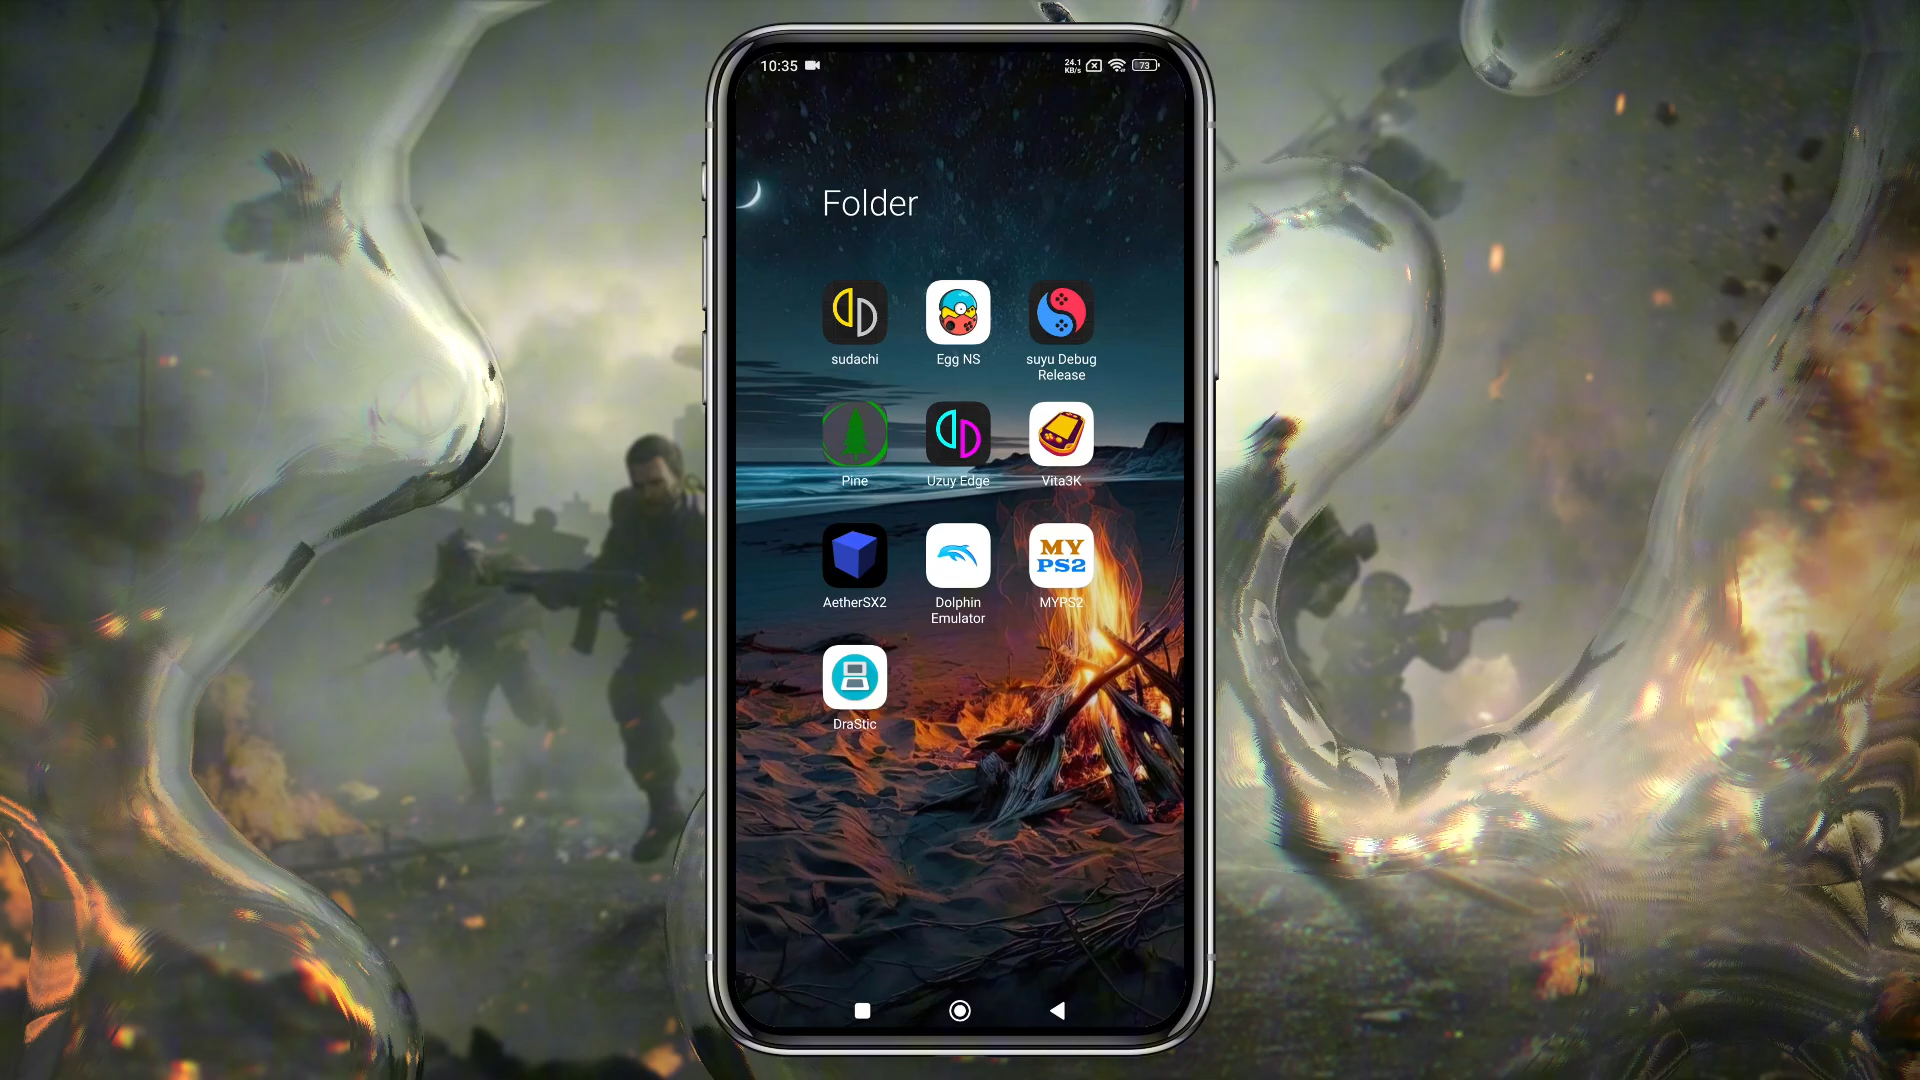 10:35
24.1
KB/s
73
Folder
sudachi
Egg NS
suyu Debug
Release
Pine
Uzuy Edge
Vita3K
MY
PS2
AetherSX2
Dolphin
Emulator
MYPS2
DraStic